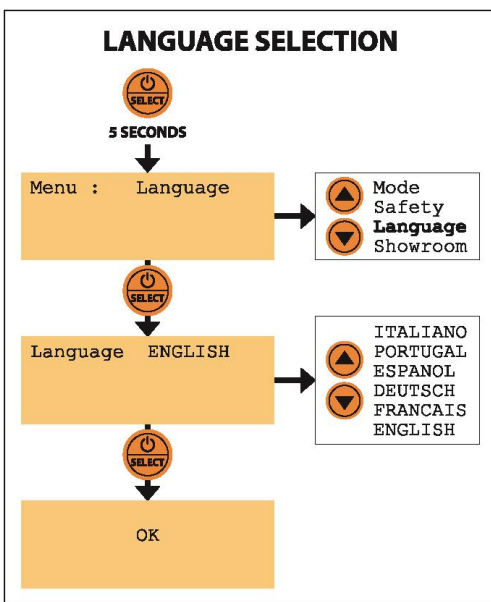 LANGUAGE SELECTION
SELECT
5 SECONDS
Menu : Language
Mode
Safety
Language
Showroom
SELECT
Language ENGLISH
ITALIANO
PORTUGAL
ESPANOL
DEUTSCH
FRANCAIS
ENGLISH
SELECT
OK